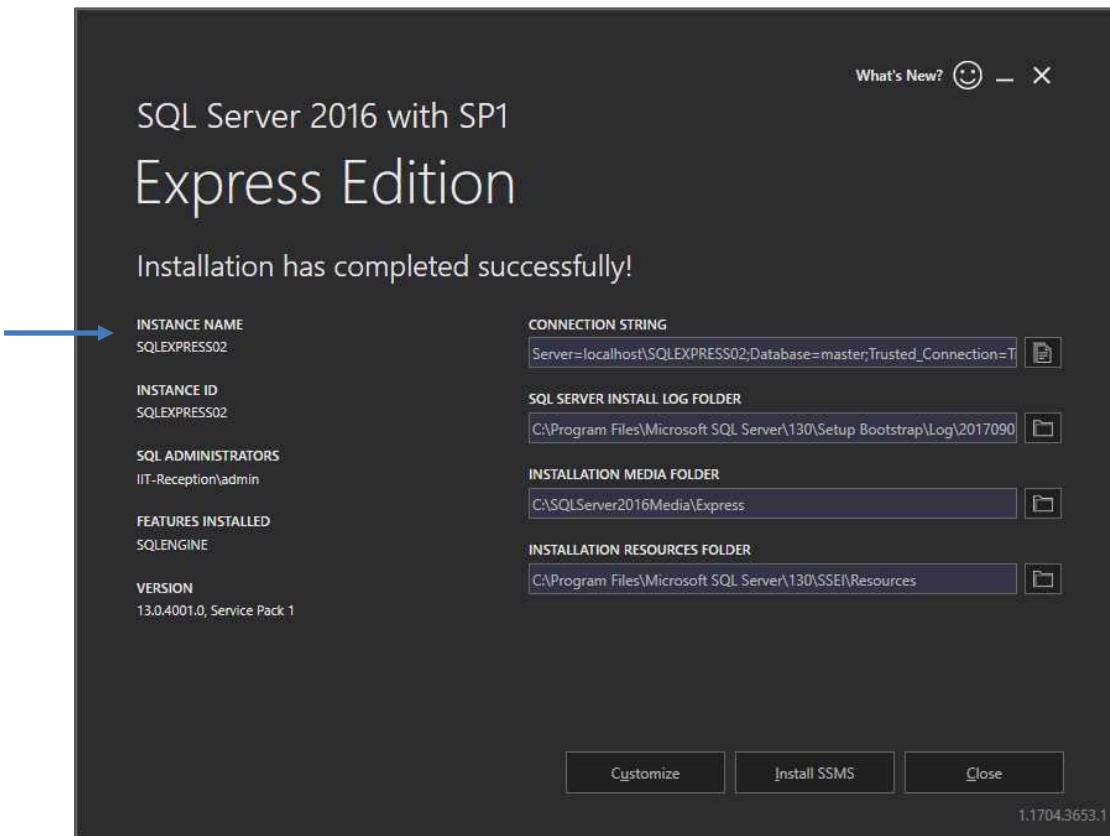 What's New?
SQL Server 2016 with SP1
Express Edition
Installation has completed successfully!
INSTANCE NAME
SQLEXPRESS02
INSTANCE ID
SQLEXPRESS02
SQL ADMINISTRATORS
IIT-Reception\admin
FEATURES INSTALLED
SQLENGINE
VERSION
13.0.4001.0, Service Pack 1
CONNECTION STRING
Server=localhost\SQLEXPRESS02;Database=master;Trusted_Connection=T
SQL SERVER INSTALL LOG FOLDER
C:\Program Files\Microsoft SQL Server\130\Setup Bootstrap\Log\2017090
INSTALLATION MEDIA FOLDER
C:\SQLServer2016Media\Express
INSTALLATION RESOURCES FOLDER
C:\Program Files\Microsoft SQL Server\130\SSEI\Resources
Customize
Install SSMS
Close
1.1704.3653.1